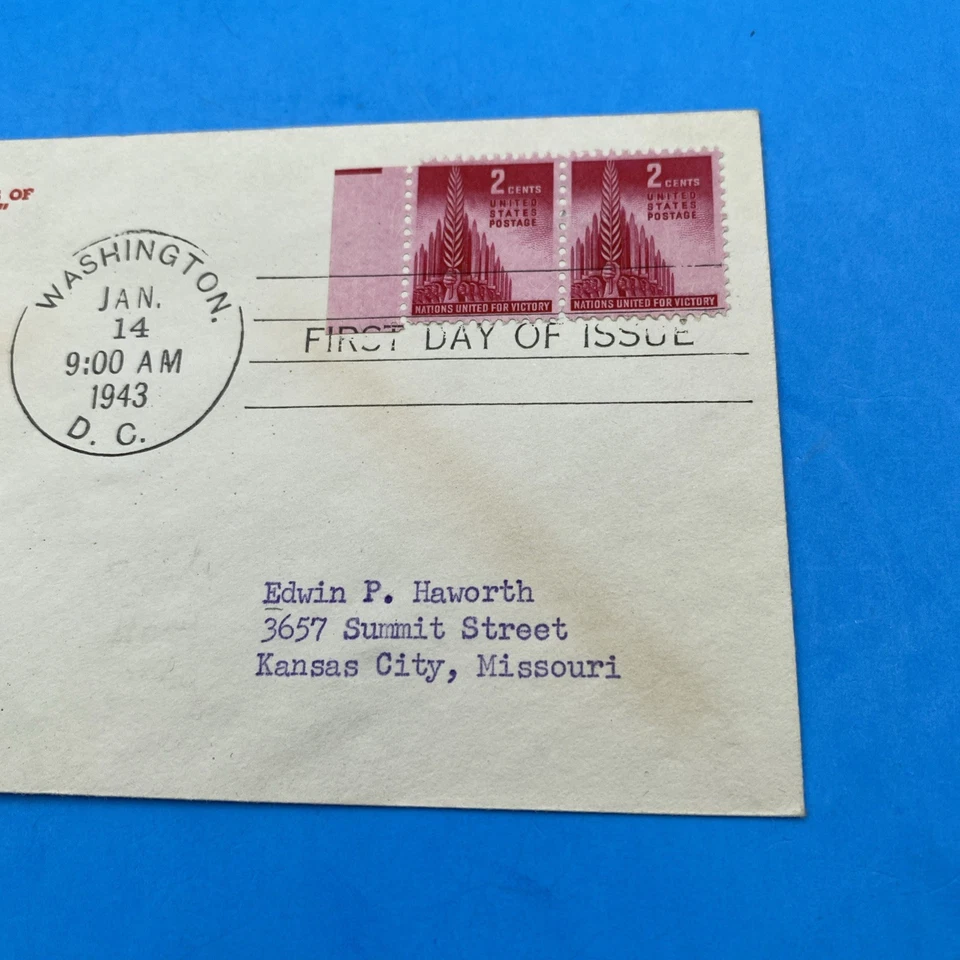 OF
"
WASHINGTON.
JAN.
14
9:00 AM
1943
D. C.
2 CENTS
UNITED
STATES
POSTAGE
NATIONS UNITED FOR VICTORY
2 CENTS
UNITED
STATES
POSTAGE
NATIONS UNITED FOR VICTORY
FIRST DAY OF ISSUE
Edwin P. Haworth
3657 Summit Street
Kansas City, Missouri